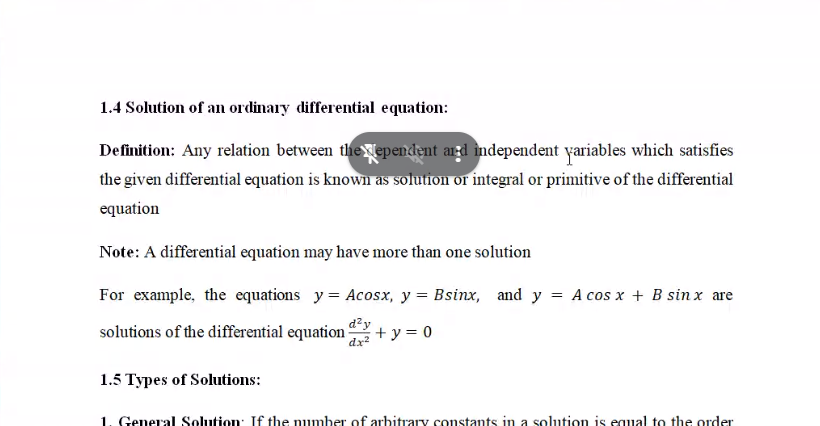 1.4 Solution of an ordinary differential equation:
Definition: Any relation between the dependent and independent variables which satisfies
the given differential equation is known as solution or integral or primitive of the differential
equation
Note: A differential equation may have more than one solution
For example, the equations y = Acosx, y = Bsinx, and y = A cos x + B sin x are
solutions of the differential equation d²y/dx² + y = 0
1.5 Types of Solutions:
1. General Solution: If the number of arbitrary constants in a solution is equal to the order